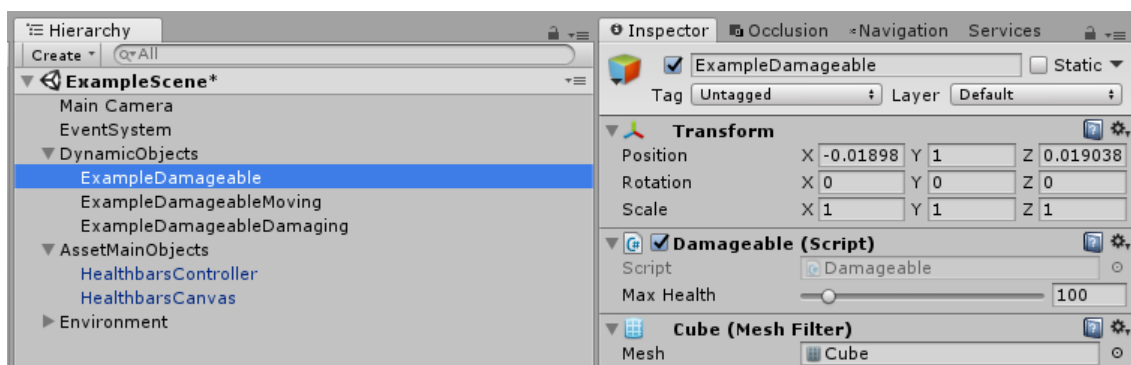 Hierarchy
Create All
ExampleScene*
Main Camera
EventSystem
DynamicObjects
ExampleDamageable
ExampleDamageableMoving
ExampleDamageableDamaging
AssetMainObjects
HealthbarsController
HealthbarsCanvas
Environment
Inspector Occlusion Navigation Services
ExampleDamageable Static
Tag Untagged Layer Default
Transform
Position X -0.01898 Y 1 Z 0.019038
Rotation X 0 Y 0 Z 0
Scale X 1 Y 1 Z 1
C# Damageable (Script)
Script Damageable
Max Health 100
Cube (Mesh Filter)
Mesh Cube